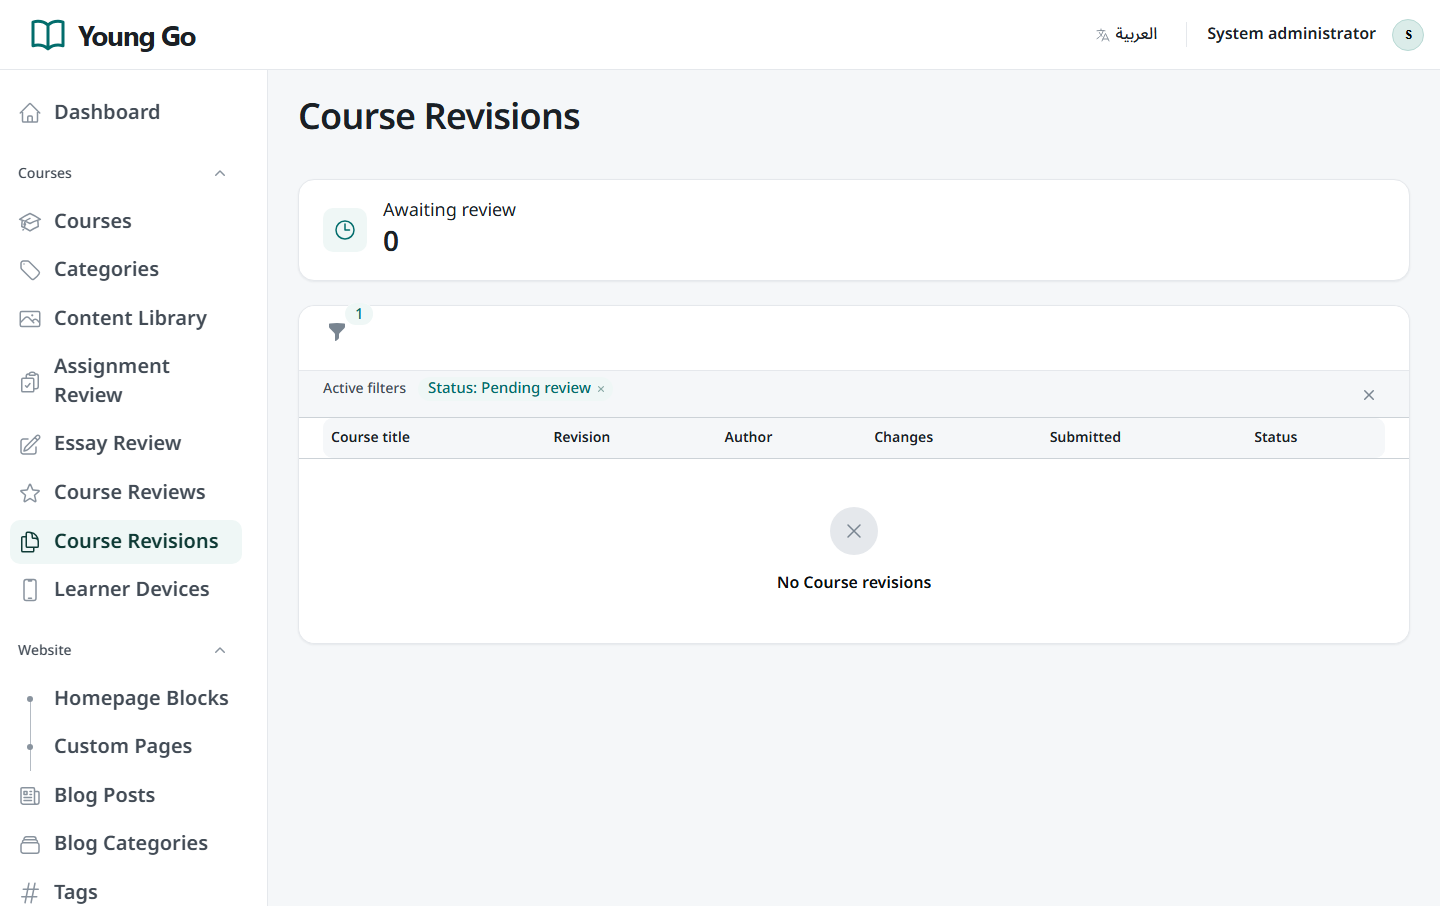 Young Go
العربية
System administrator
S
Dashboard
Courses
Courses
Categories
Content Library
Assignment
Review
Essay Review
Course Reviews
Course Revisions
Learner Devices
Website
Homepage Blocks
Custom Pages
Blog Posts
Blog Categories
Tags
Course Revisions
Awaiting review
0
1
Active filters Status: Pending review ×
Course title Revision Author Changes Submitted Status
No Course revisions